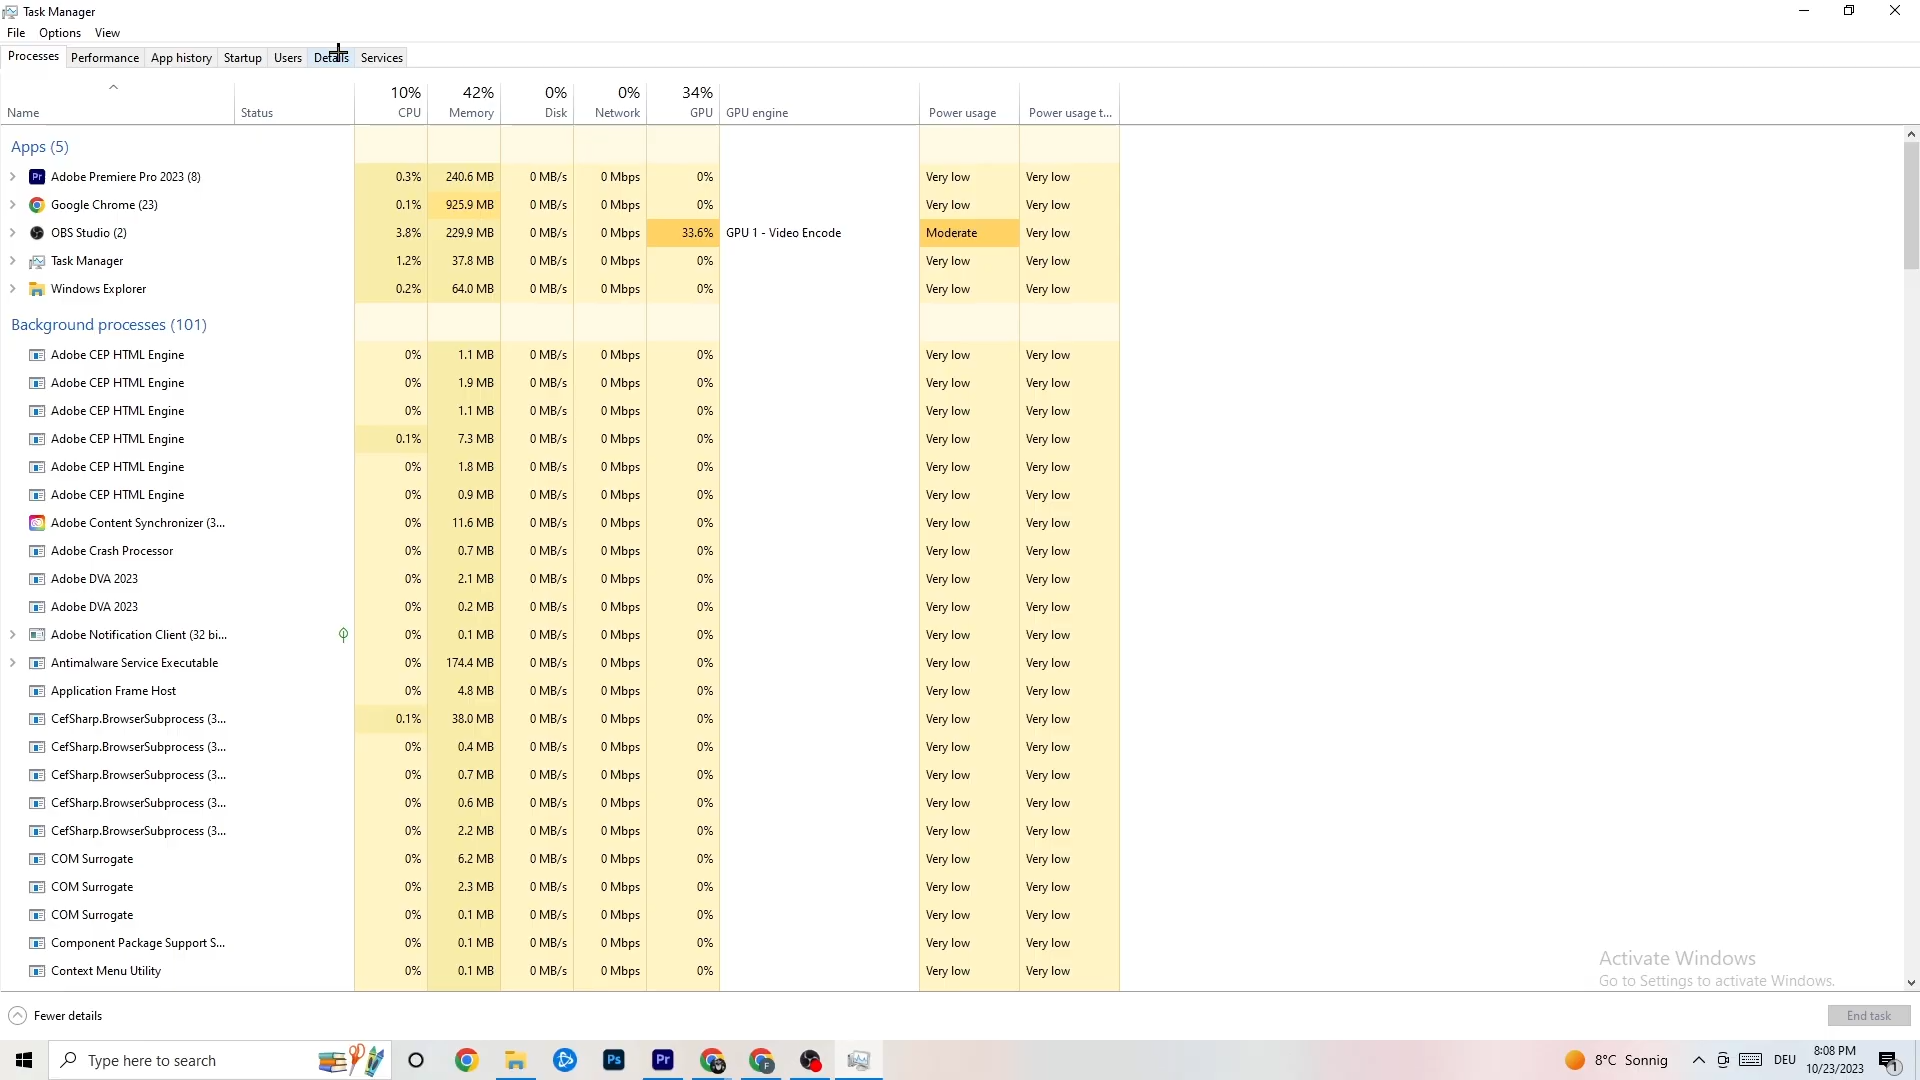 Task Manager
File Options View
Processes Performance App history Startup Users Details Services
10% 42% 0% 0% 34%
Name Status CPU Memory Disk Network GPU GPU engine Power usage Power usage t...
Apps (5)
Adobe Premiere Pro 2023 (8) 0.3% 240.6 MB 0 MB/s 0 Mbps 0% Very low Very low
Google Chrome (23) 0.1% 925.9 MB 0 MB/s 0 Mbps 0% Very low Very low
OBS Studio (2) 3.8% 229.9 MB 0 MB/s 0 Mbps 33.6% GPU 1 - Video Encode Moderate Very low
Task Manager 1.2% 37.8 MB 0 MB/s 0 Mbps 0% Very low Very low
Windows Explorer 0.2% 64.0 MB 0 MB/s 0 Mbps 0% Very low Very low
Background processes (101)
Adobe CEP HTML Engine 0% 1.1 MB 0 MB/s 0 Mbps 0% Very low Very low
Adobe CEP HTML Engine 0% 1.9 MB 0 MB/s 0 Mbps 0% Very low Very low
Adobe CEP HTML Engine 0% 1.1 MB 0 MB/s 0 Mbps 0% Very low Very low
Adobe CEP HTML Engine 0.1% 7.3 MB 0 MB/s 0 Mbps 0% Very low Very low
Adobe CEP HTML Engine 0% 1.8 MB 0 MB/s 0 Mbps 0% Very low Very low
Adobe CEP HTML Engine 0% 0.9 MB 0 MB/s 0 Mbps 0% Very low Very low
Adobe Content Synchronizer (3... 0% 11.6 MB 0 MB/s 0 Mbps 0% Very low Very low
Adobe Crash Processor 0% 0.7 MB 0 MB/s 0 Mbps 0% Very low Very low
Adobe DVA 2023 0% 2.1 MB 0 MB/s 0 Mbps 0% Very low Very low
Adobe DVA 2023 0% 0.2 MB 0 MB/s 0 Mbps 0% Very low Very low
Adobe Notification Client (32 bi... 0% 0.1 MB 0 MB/s 0 Mbps 0% Very low Very low
Antimalware Service Executable 0% 174.4 MB 0 MB/s 0 Mbps 0% Very low Very low
Application Frame Host 0% 4.8 MB 0 MB/s 0 Mbps 0% Very low Very low
CefSharp.BrowserSubprocess (3... 0.1% 38.0 MB 0 MB/s 0 Mbps 0% Very low Very low
CefSharp.BrowserSubprocess (3... 0% 0.4 MB 0 MB/s 0 Mbps 0% Very low Very low
CefSharp.BrowserSubprocess (3... 0% 0.7 MB 0 MB/s 0 Mbps 0% Very low Very low
CefSharp.BrowserSubprocess (3... 0% 0.6 MB 0 MB/s 0 Mbps 0% Very low Very low
CefSharp.BrowserSubprocess (3... 0% 2.2 MB 0 MB/s 0 Mbps 0% Very low Very low
COM Surrogate 0% 6.2 MB 0 MB/s 0 Mbps 0% Very low Very low
COM Surrogate 0% 2.3 MB 0 MB/s 0 Mbps 0% Very low Very low
COM Surrogate 0% 0.1 MB 0 MB/s 0 Mbps 0% Very low Very low
Component Package Support S... 0% 0.1 MB 0 MB/s 0 Mbps 0% Very low Very low
Context Menu Utility 0% 0.1 MB 0 MB/s 0 Mbps 0% Very low Very low
Activate Windows
Go to Settings to activate Windows.
Fewer details End task
Type here to search Ps Pr F 8°C Sonnig DEU 8:08 PM 1
10/23/2023